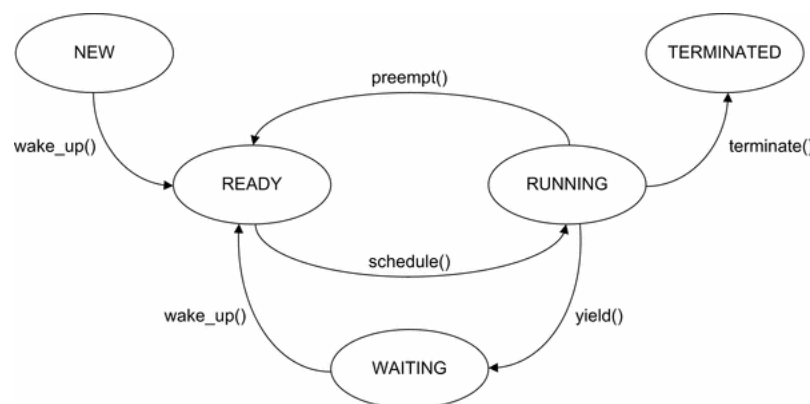 NEW
TERMINATED
preempt()
wake_up()
terminate()
READY
RUNNING
schedule()
wake_up()
yield()
WAITING